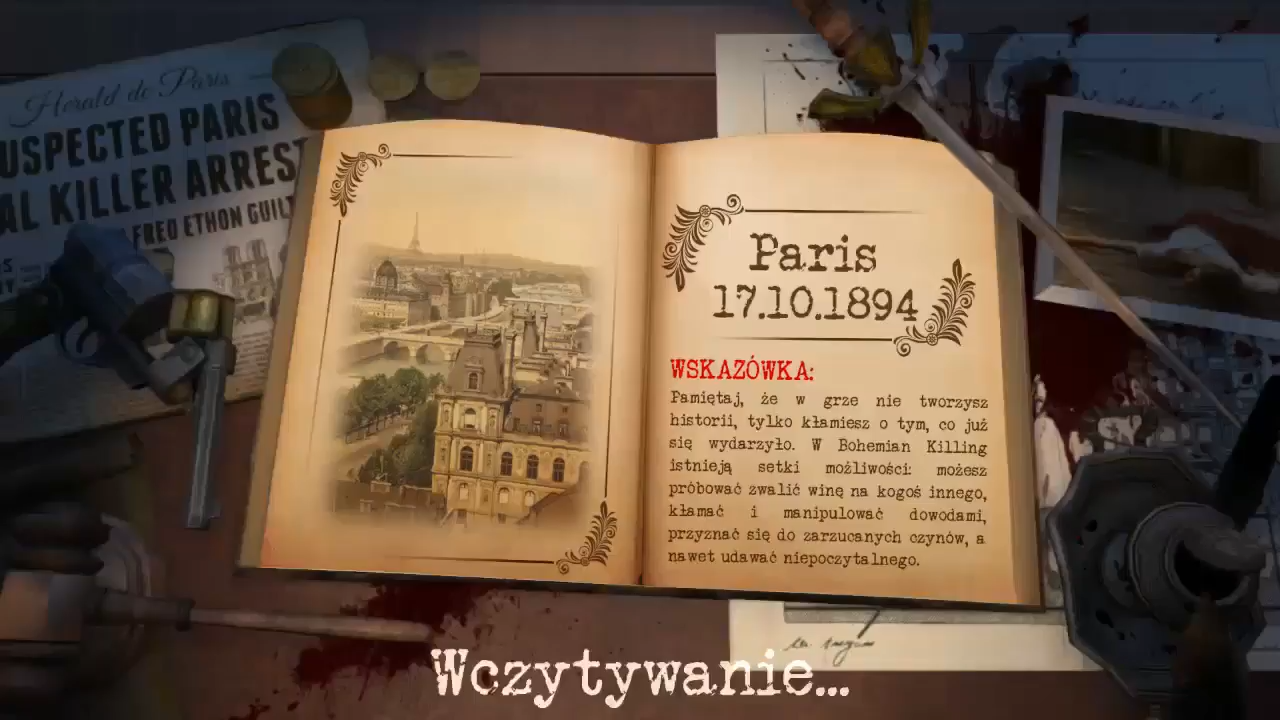 Herald de Paris
USPECTED PARIS
AL KILLER ARREST
FRED ETHON GUILT
Paris
17.10.1894
WSKAZÓWKA:
Pamiętaj, że w grze nie tworzysz
historii, tylko kłamiesz o tym, co już
się wydarzyło. W Bohemian Killing
istnieją setki możliwości: możesz
próbować zwalić winę na kogoś innego,
kłamać i manipulować dowodami,
przyznać się do zarzucanych czynów, a
nawet udawać niepoczytalnego.
Wczytywanie...